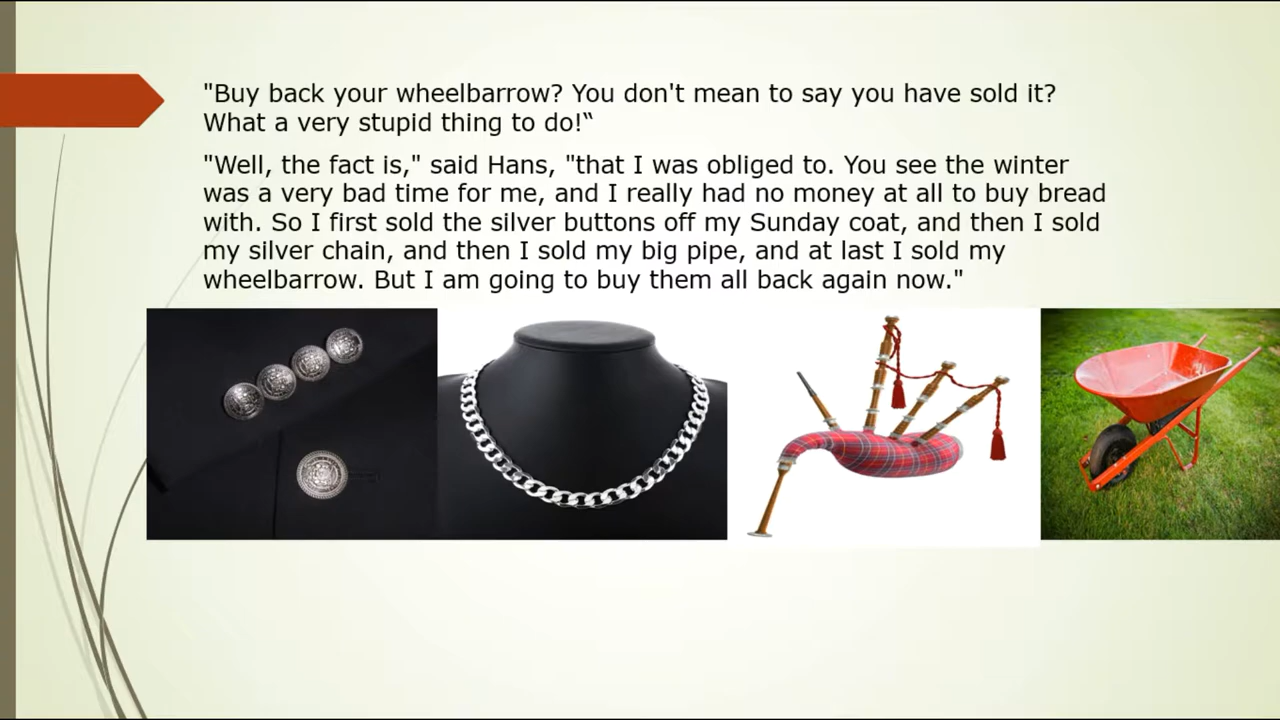 "Buy back your wheelbarrow? You don't mean to say you have sold it?
What a very stupid thing to do!“
"Well, the fact is," said Hans, "that I was obliged to. You see the winter
was a very bad time for me, and I really had no money at all to buy bread
with. So I first sold the silver buttons off my Sunday coat, and then I sold
my silver chain, and then I sold my big pipe, and at last I sold my
wheelbarrow. But I am going to buy them all back again now."